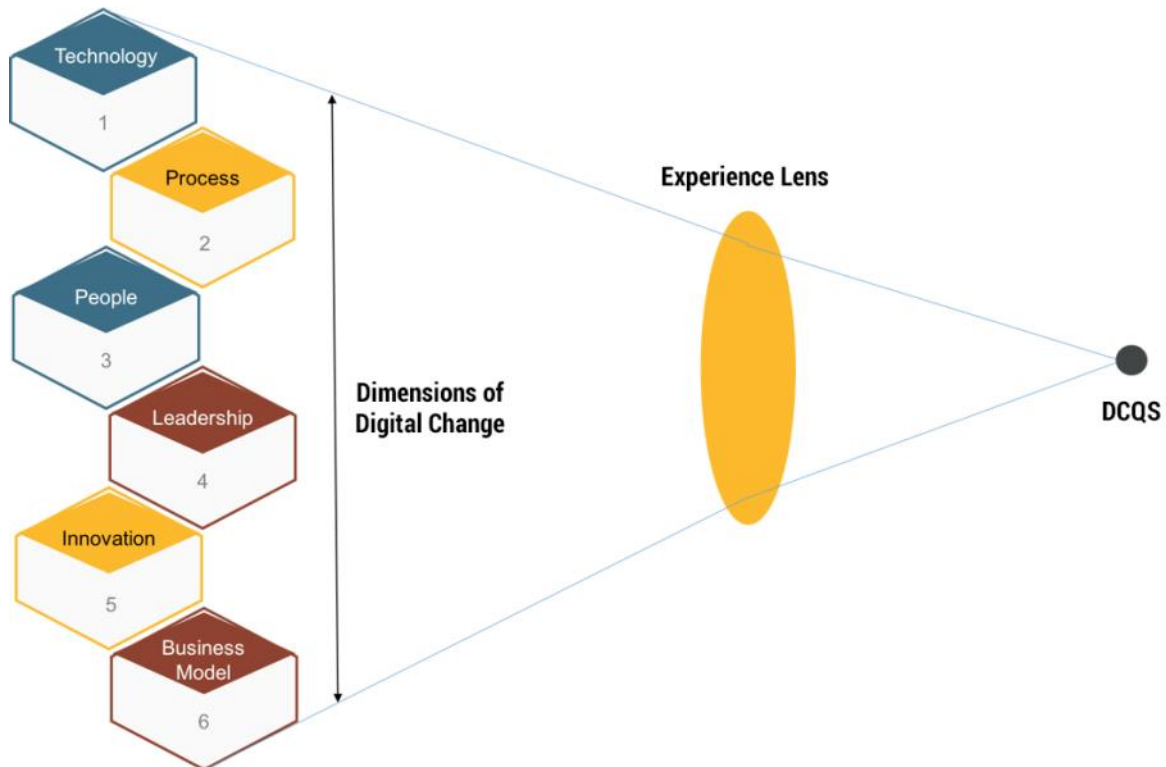 Technology
1
Process
2
People
3
Leadership
4
Innovation
5
Business
Model
6
Dimensions of
Digital Change
Experience Lens
DCQS